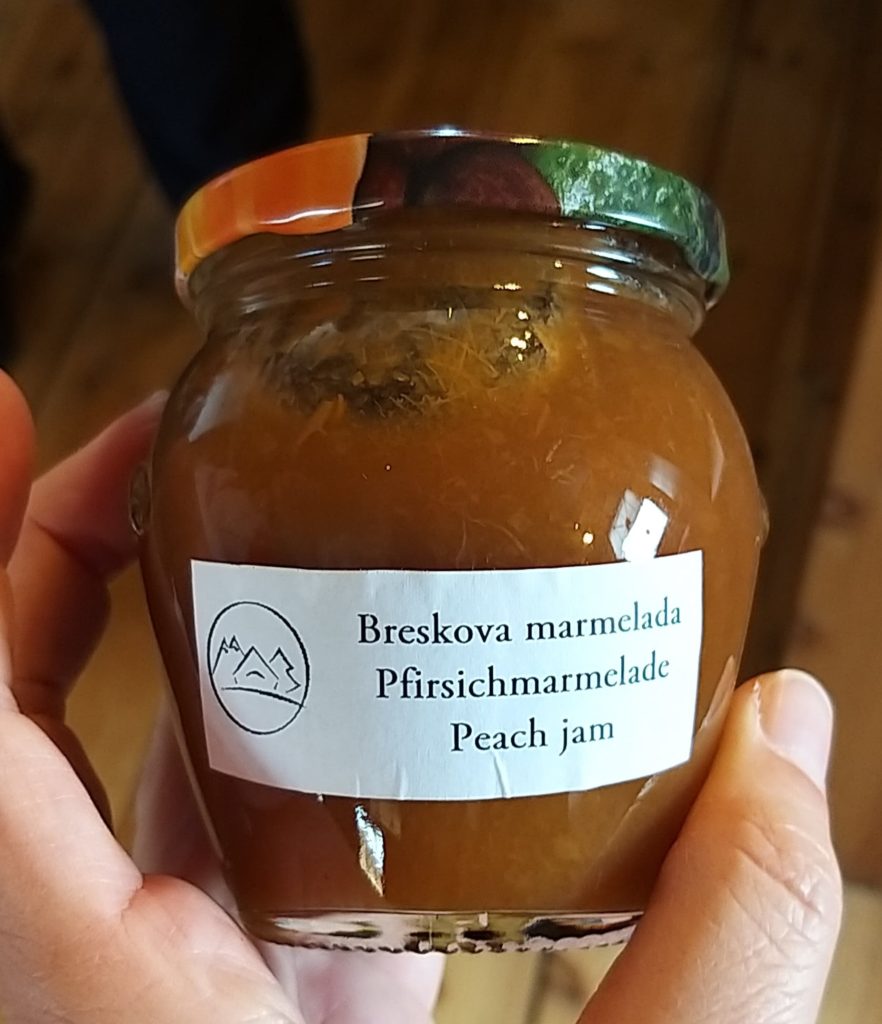 Breskova marmelada
Pfirsichmarmelade
Peach jam